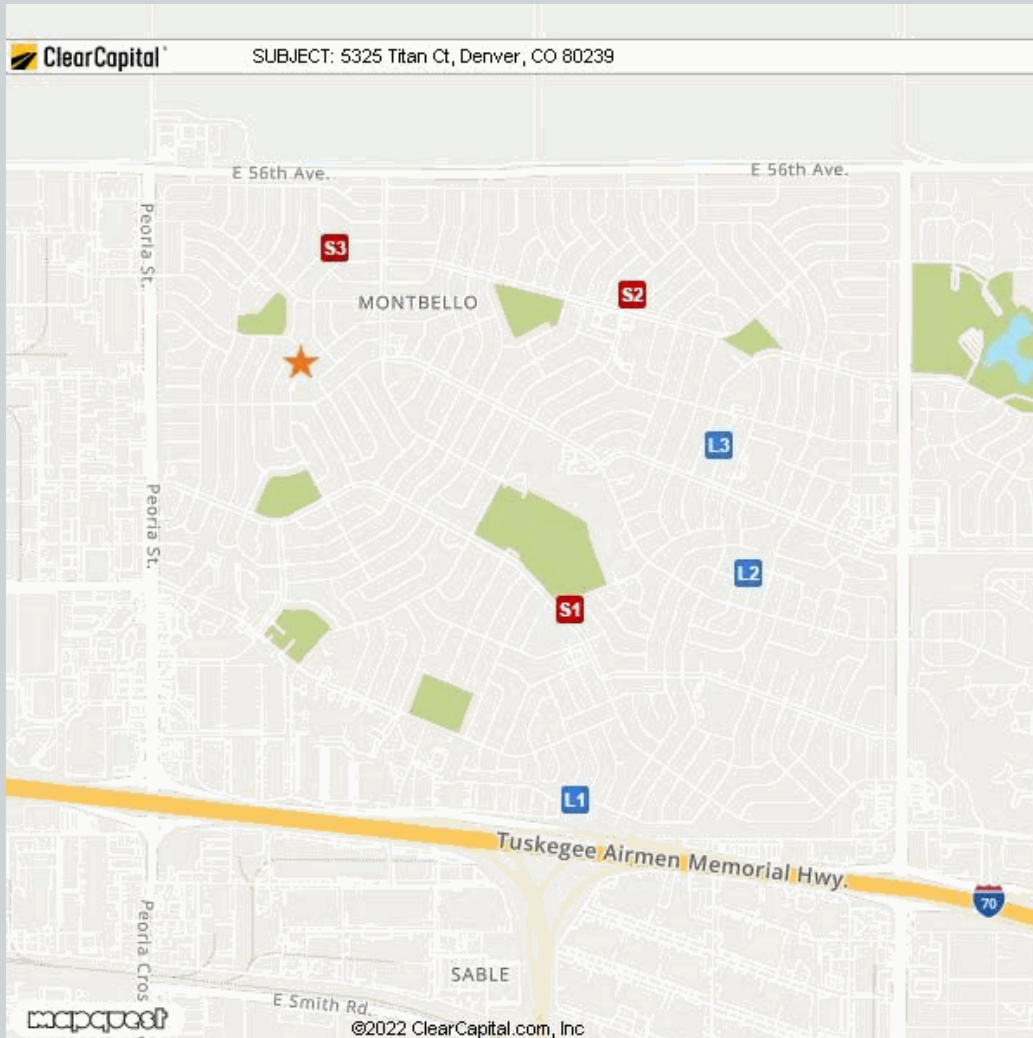 ClearCapital
SUBJECT: 5325 Titan Ct, Denver, CO 80239
E 56th Ave.
E 56th Ave.
Peoria St.
S3
MONTBELLO
S2
L3
Peoria St.
L2
S1
L1
Tuskegee Airmen Memorial Hwy.
70
Peoria Cros
SABLE
E Smith Rd.
mapquest
©2022 ClearCapital.com, Inc